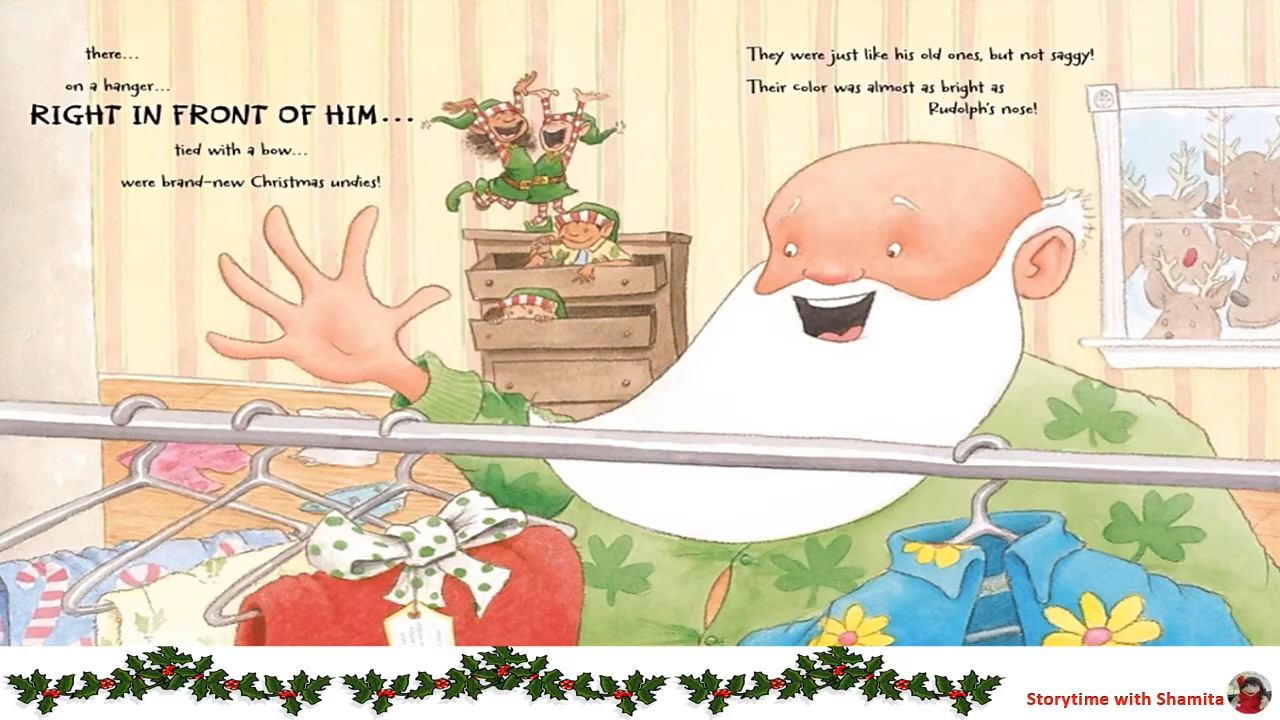 there...
on a hanger...
RIGHT IN FRONT OF HIM...
tied with a bow...
were brand-new Christmas undies!
They were just like his old ones, but not saggy!
Their color was almost as bright as
Rudolph's nose!
Storytime with Shamita